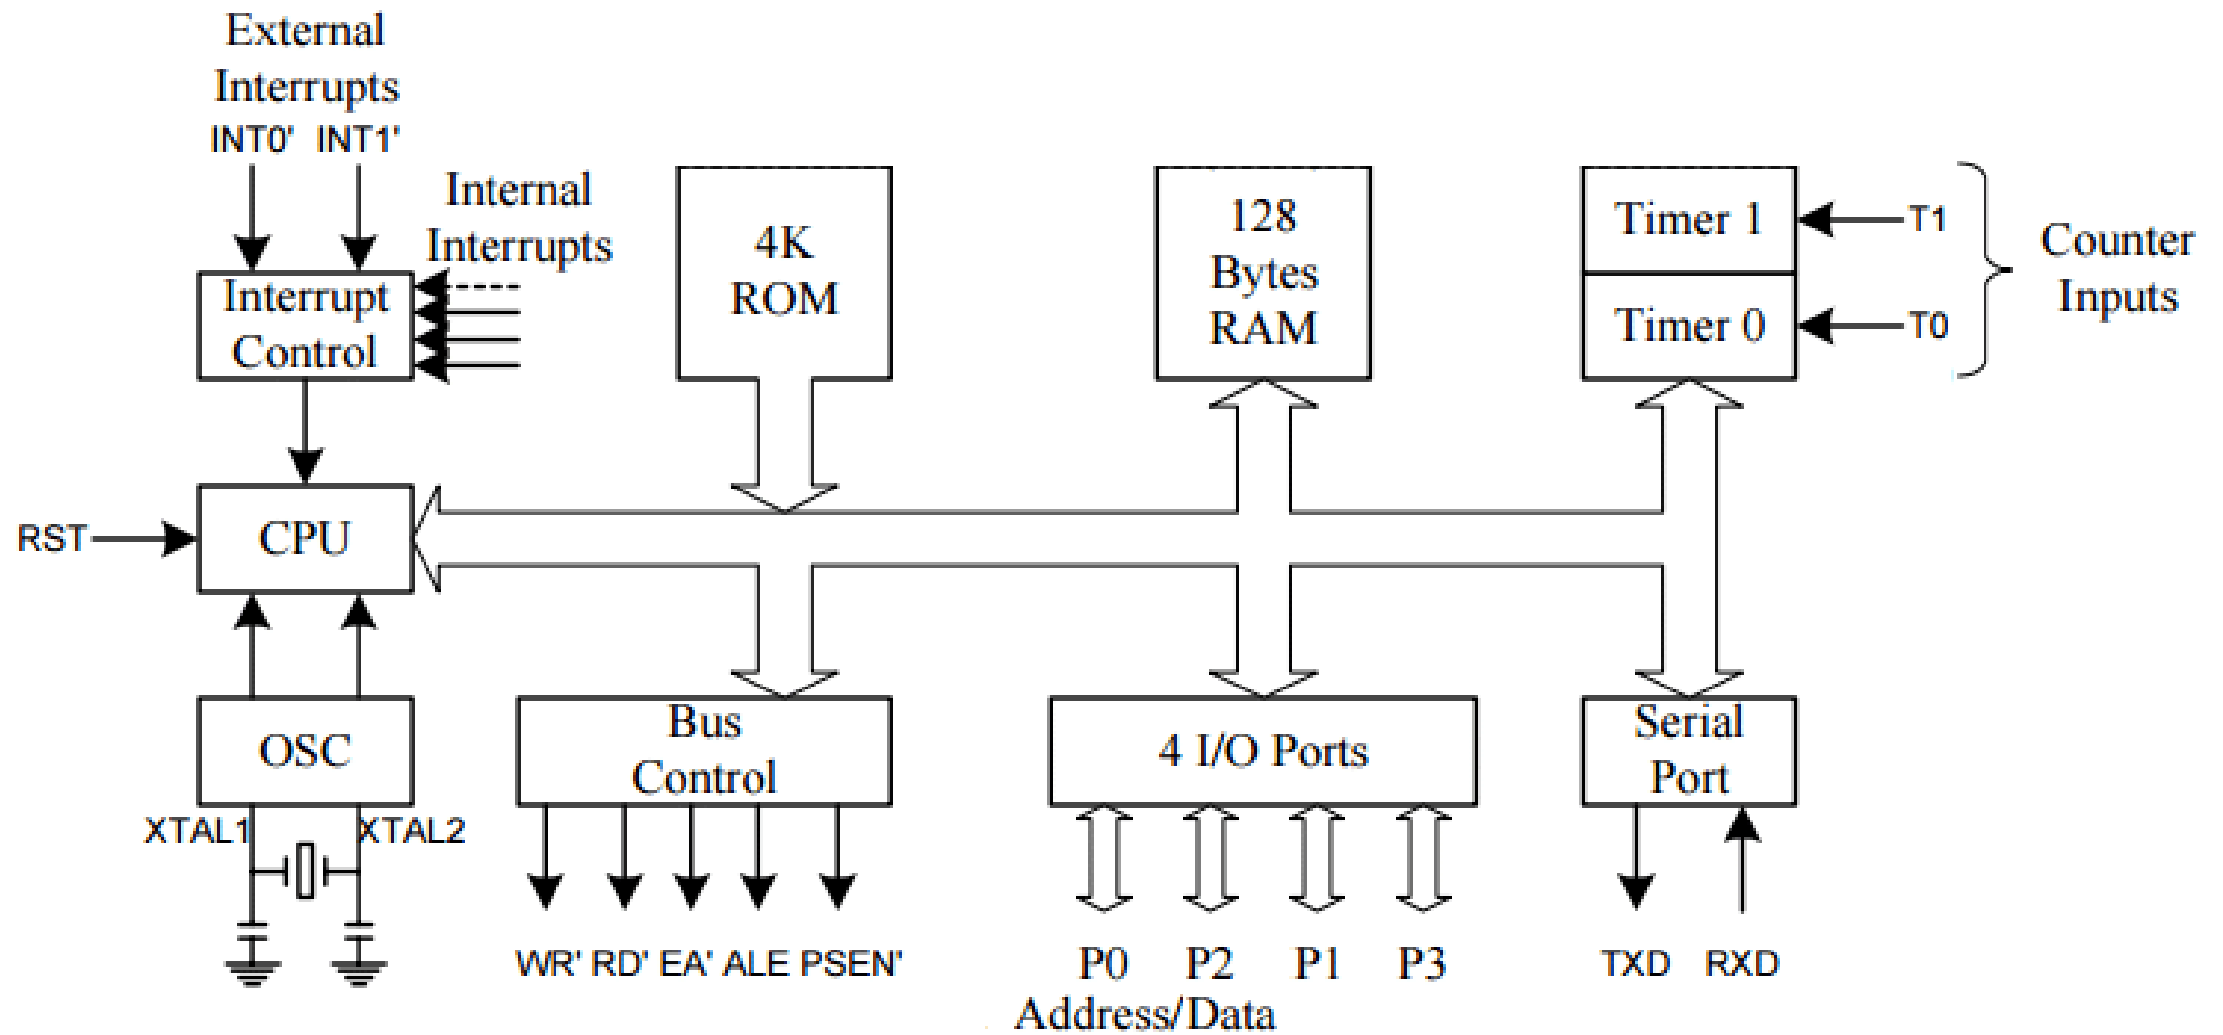 External
Interrupts
INT0' INT1'
Internal
Interrupts
Interrupt
Control
4K
ROM
128
Bytes
RAM
Timer 1
Timer 0
T1
T0
Counter
Inputs
RST
CPU
OSC
XTAL1
XTAL2
Bus
Control
WR' RD' EA' ALE PSEN'
4 I/O Ports
P0 P2 P1 P3
Address/Data
Serial
Port
TXD RXD